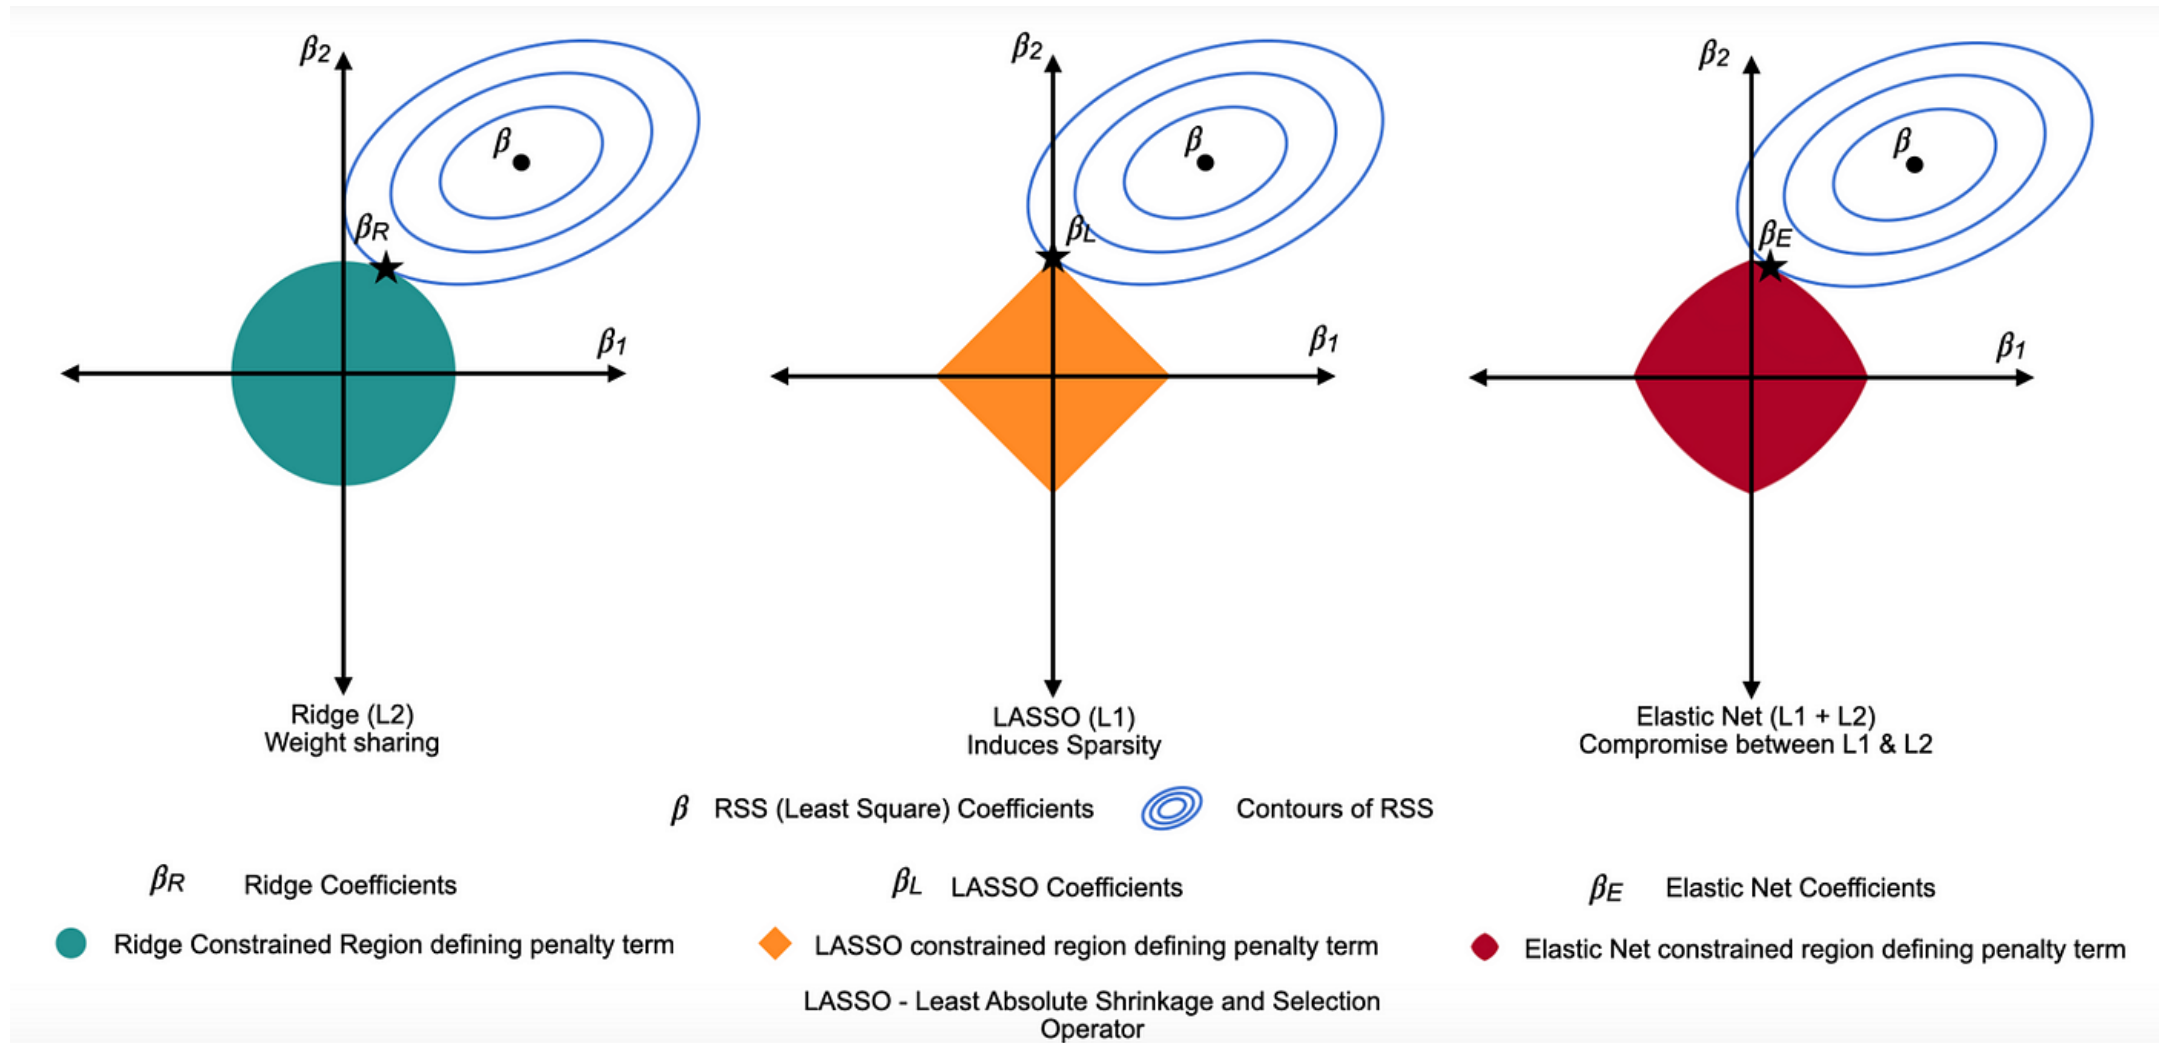 β2
β
βR
β1
Ridge (L2)
Weight sharing
β2
β
βL
β1
LASSO (L1)
Induces Sparsity
β2
β
βE
β1
Elastic Net (L1 + L2)
Compromise between L1 & L2
β RSS (Least Square) Coefficients
Contours of RSS
βR Ridge Coefficients
βL LASSO Coefficients
βE Elastic Net Coefficients
Ridge Constrained Region defining penalty term
LASSO constrained region defining penalty term
Elastic Net constrained region defining penalty term
LASSO - Least Absolute Shrinkage and Selection
Operator